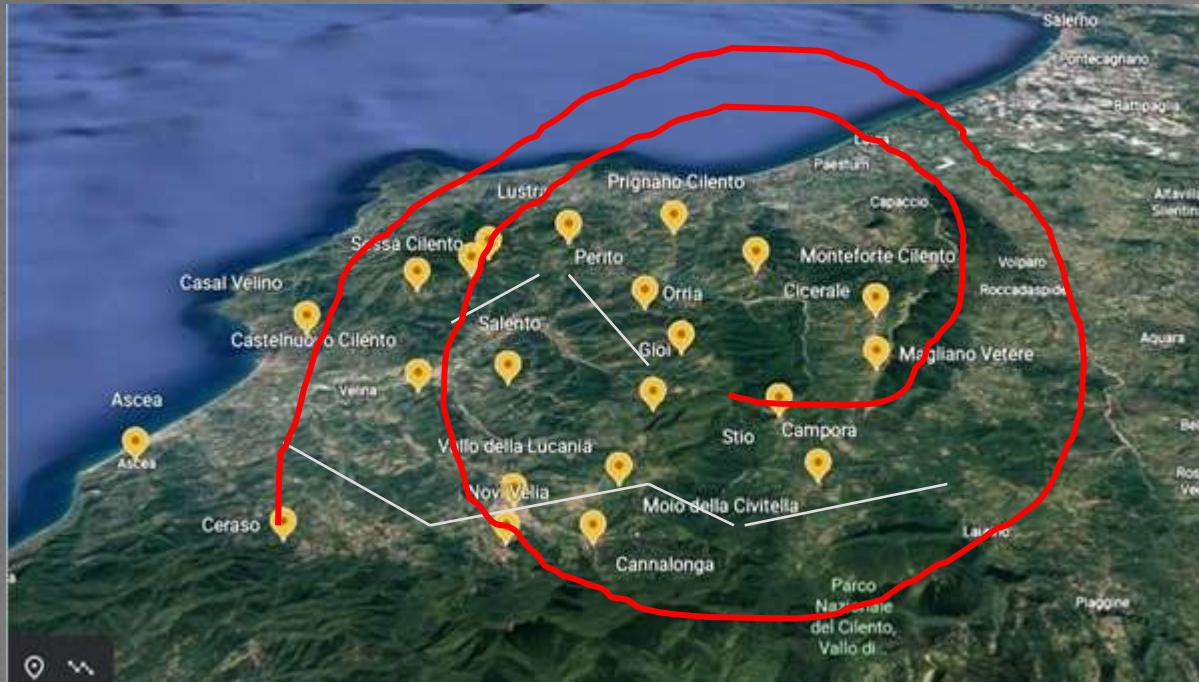 Salerno
Pontecagnano
Battipaglia
Paestum
Lustra
Prignano Cilento
Capaccio
Sessa Cilento
Perito
Monteforte Cilento
Volparo
Casal Velino
Orria
Cicerale
Roccadaspide
Salento
Castelnuovo Cilento
Gioi
Magliano Vetere
Aquara
Velina
Ascea
Ascea
Stio
Campora
Vallo della Lucania
Novi Velia
Moio della Civitella
Ceraso
Laurino
Cannalonga
Parco
Nazionale
del Cilento,
Vallo di...
Piaggine